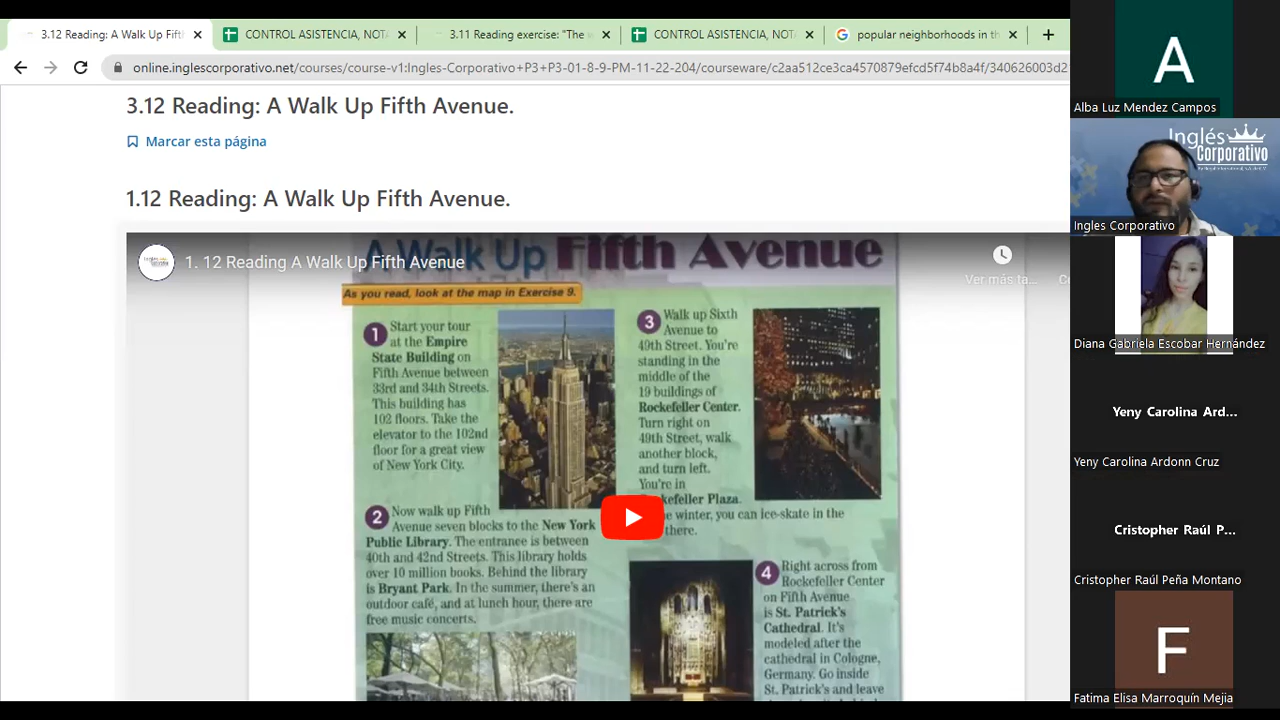 3.12 Reading: A Walk Up Fift
CONTROL ASISTENCIA, NOTA
3.11 Reading exercise: "The w
CONTROL ASISTENCIA, NOTA
popular neighborhoods in th
online.inglescorporativo.net/courses/course-v1:Ingles-Corporativo+P3+P3-01-8-9-PM-11-22-204/courseware/c2aa512ce3ca4570879efcd5f74b8a4f/340626003d2
3.12 Reading: A Walk Up Fifth Avenue.
Marcar esta página
1.12 Reading: A Walk Up Fifth Avenue.
A Walk Up Fifth Avenue
1. 12 Reading A Walk Up Fifth Avenue
Ver más ta...
As you read, look at the map in Exercise 9.
1 Start your tour
at the Empire
State Building on
Fifth Avenue between
33rd and 34th Streets.
This building has
102 floors. Take the
elevator to the 102nd
floor for a great view
of New York City.
2 Now walk up Fifth
Avenue seven blocks to the New York
Public Library. The entrance is between
40th and 42nd Streets. This library holds
over 10 million books. Behind the library
is Bryant Park. In the summer, there's an
outdoor café, and at lunch hour, there are
free music concerts.
3 Walk up Sixth
Avenue to
49th Street. You're
standing in the
middle of the
19 buildings of
Rockefeller Center.
Turn right on
49th Street, walk
another block,
and turn left.
You're in
ckefeller Plaza.
e winter, you can ice-skate in the
there.
4 Right across from
Rockefeller Center
on Fifth Avenue
is St. Patrick's
Cathedral. It's
modeled after the
cathedral in Cologne,
Germany. Go inside
St. Patrick's and leave
A
Alba Luz Mendez Campos
Inglés
Corporativo
Ingles Corporativo
Diana Gabriela Escobar Hernández
Yeny Carolina Ard...
Yeny Carolina Ardonn Cruz
Cristopher Raúl P...
Cristopher Raúl Peña Montano
F
Fatima Elisa Marroquín Mejia